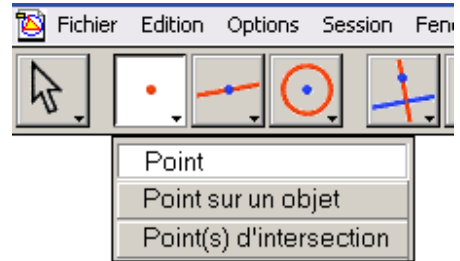 Fichier Edition Options Session
Point
Point sur un objet
Point(s) d'intersection